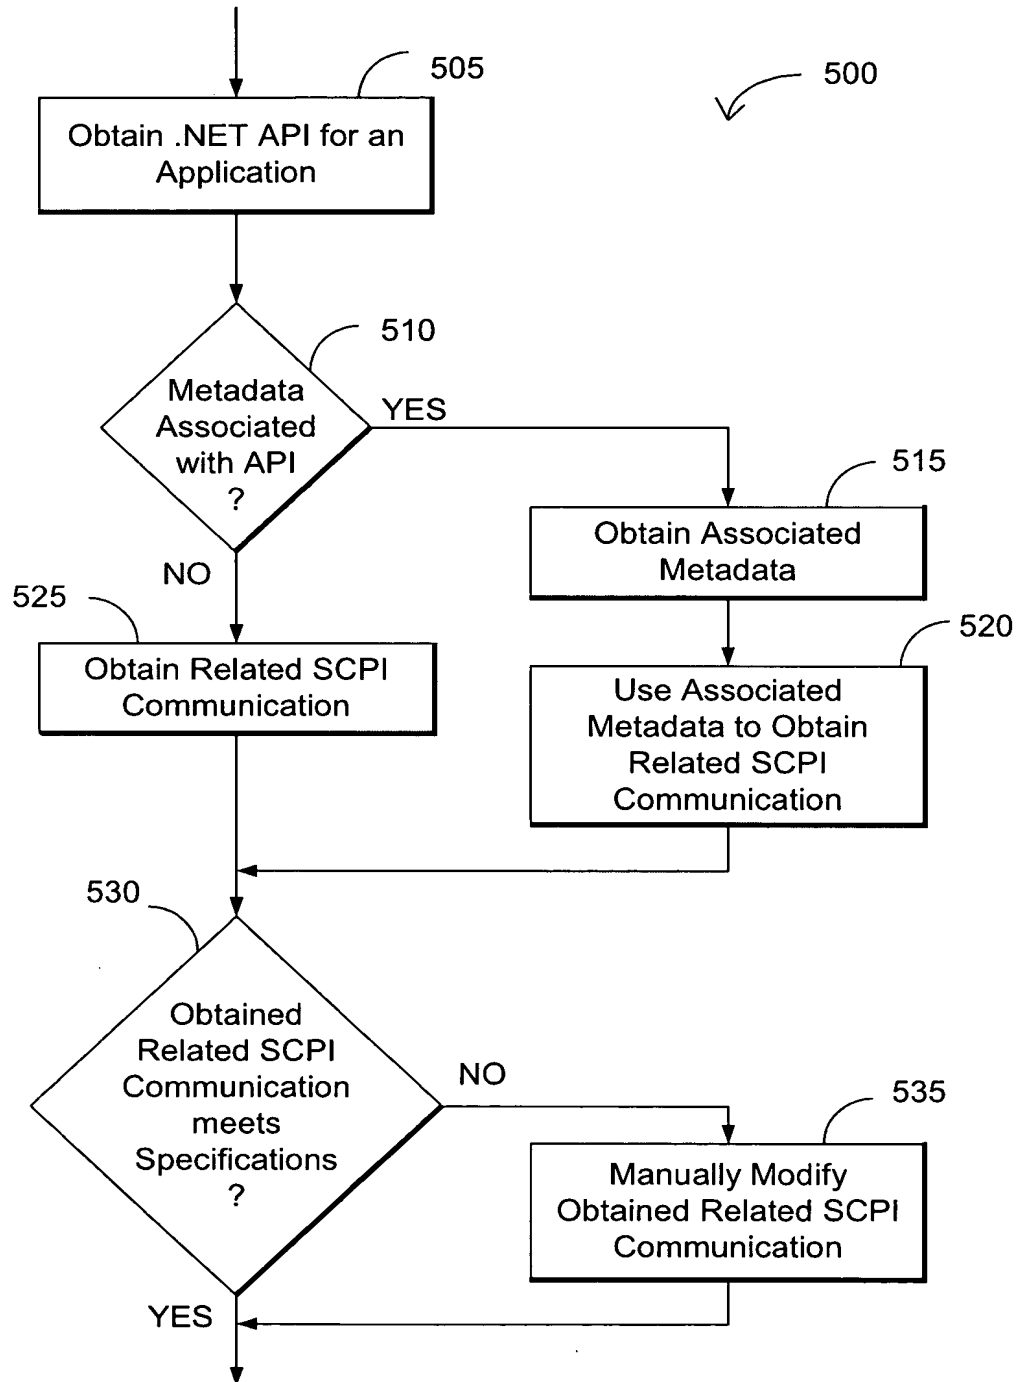 505
500
Obtain .NET API for an
Application
510
Metadata
Associated
with API
?
YES
515
Obtain Associated
Metadata
NO
525
520
Obtain Related SCPI
Communication
Use Associated
Metadata to Obtain
Related SCPI
Communication
530
Obtained
Related SCPI
Communication
meets
Specifications
?
NO
535
Manually Modify
Obtained Related SCPI
Communication
YES